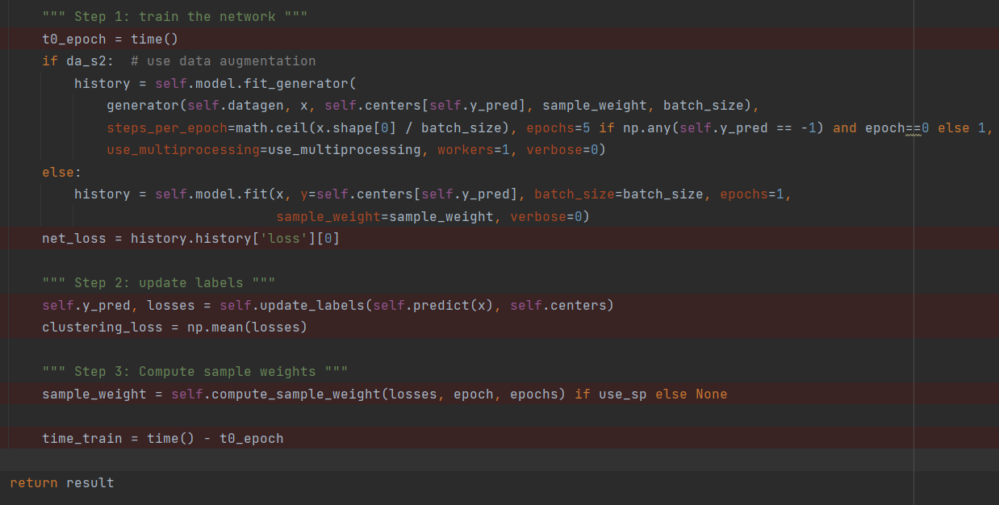 """ Step 1: train the network """
t0_epoch = time()
if da_s2:  # use data augmentation
    history = self.model.fit_generator(
        generator(self.datagen, x, self.centers[self.y_pred], sample_weight, batch_size),
        steps_per_epoch=math.ceil(x.shape[0] / batch_size), epochs=5 if np.any(self.y_pred == -1) and epoch==0 else 1,
        use_multiprocessing=use_multiprocessing, workers=1, verbose=0)
else:
    history = self.model.fit(x, y=self.centers[self.y_pred], batch_size=batch_size, epochs=1,
                             sample_weight=sample_weight, verbose=0)
net_loss = history.history['loss'][0]
""" Step 2: update labels """
self.y_pred, losses = self.update_labels(self.predict(x), self.centers)
clustering_loss = np.mean(losses)
""" Step 3: Compute sample weights """
sample_weight = self.compute_sample_weight(losses, epoch, epochs) if use_sp else None
time_train = time() - t0_epoch
return result